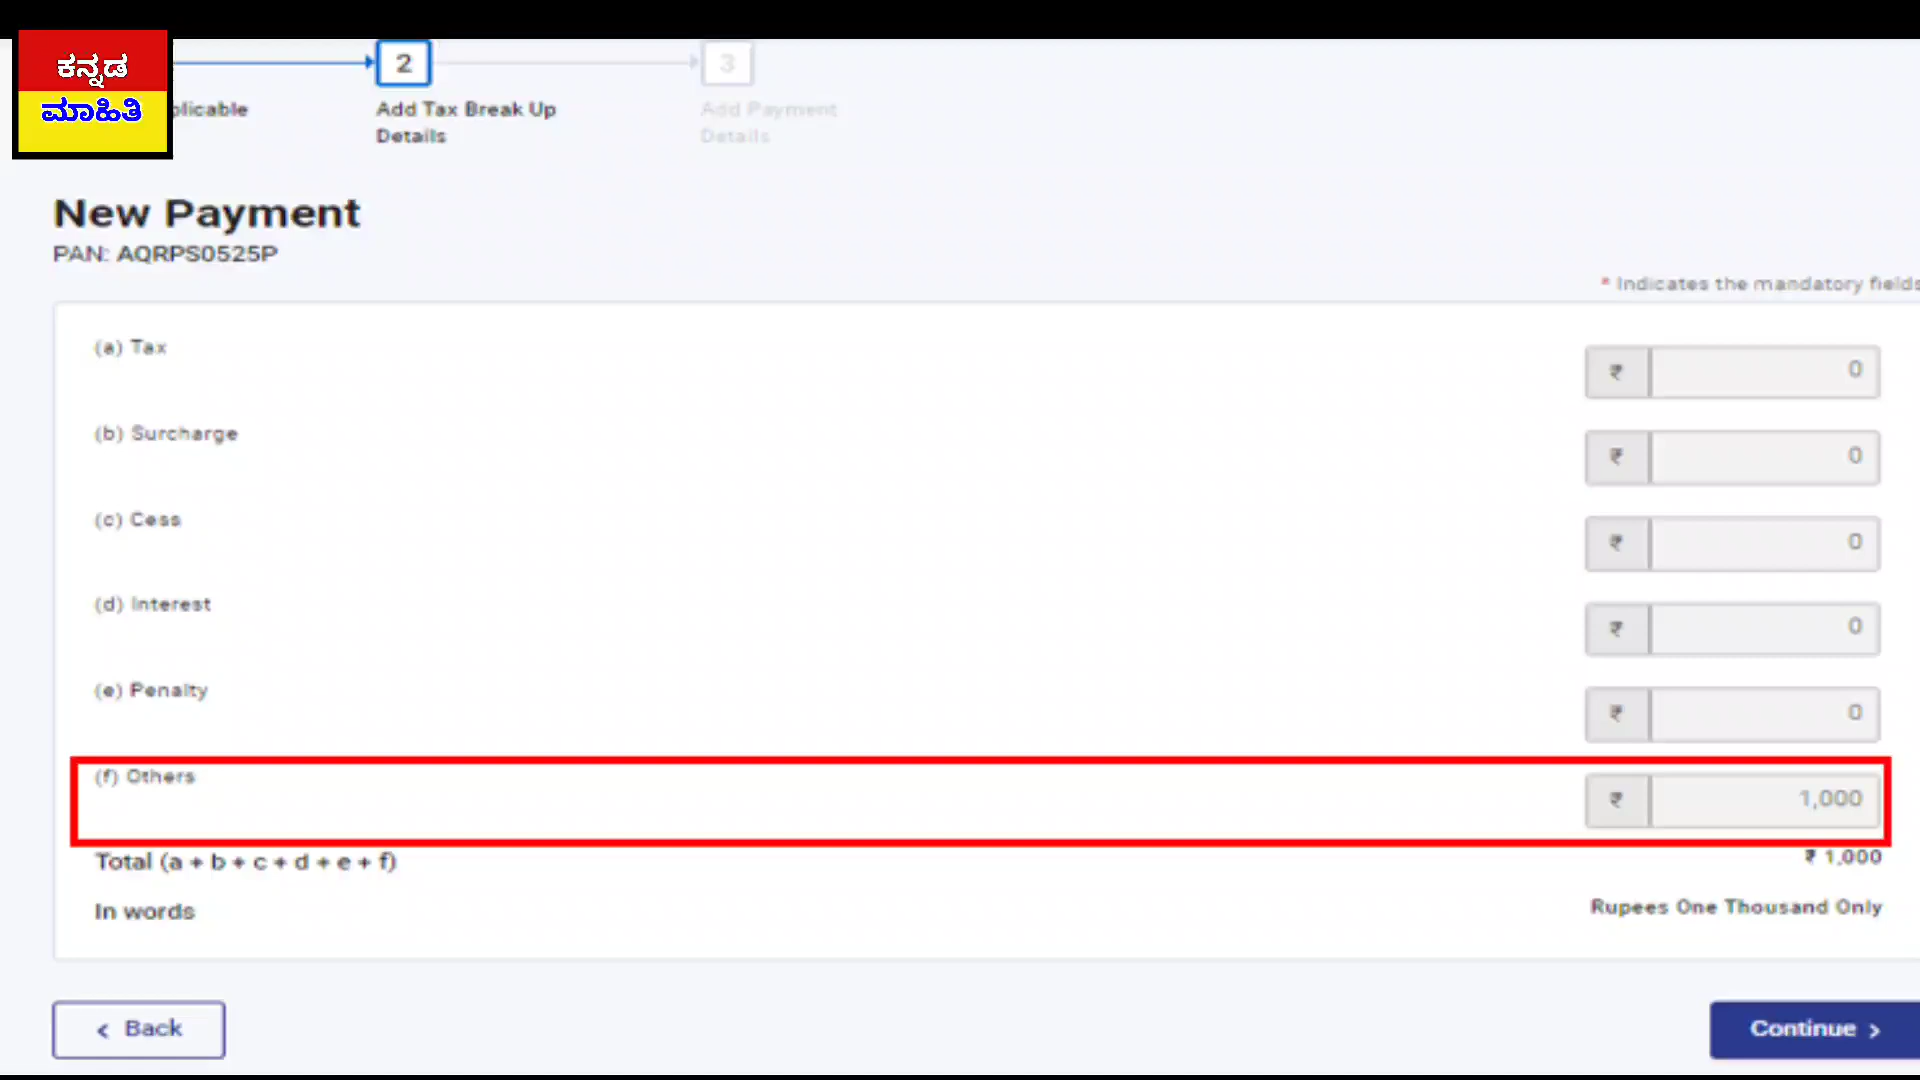 ಕನ್ನಡ
ಮಾಹಿತಿ
plicable
2
Add Tax Break Up
Details
3
Add Payment
Details
New Payment
PAN: AQRPS0525P
* Indicates the mandatory fields
(a) Tax
₹ 0
(b) Surcharge
₹ 0
(c) Cess
₹ 0
(d) Interest
₹ 0
(e) Penalty
₹ 0
(f) Others
₹ 1,000
Total (a + b + c + d + e + f)
₹ 1,000
In words
Rupees One Thousand Only
< Back
Continue >